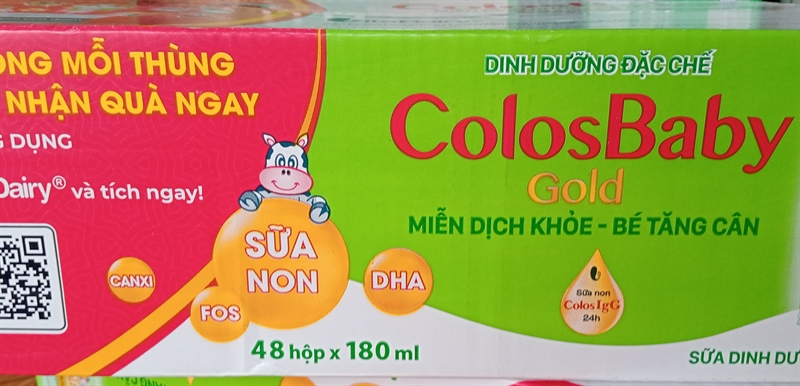 ONG MỖI THÙNG
NHẬN QUÀ NGAY
DỤNG
Dairy® và tích ngay!
CANXI
FOS
SỮA
NON
DHA
48 hộp x 180 ml
DINH DƯỠNG ĐẶC CHẾ
ColosBaby
Gold
MIỄN DỊCH KHỎE - BÉ TĂNG CÂN
Sữa non
ColosIgG
24h
SỮA DINH DƯ